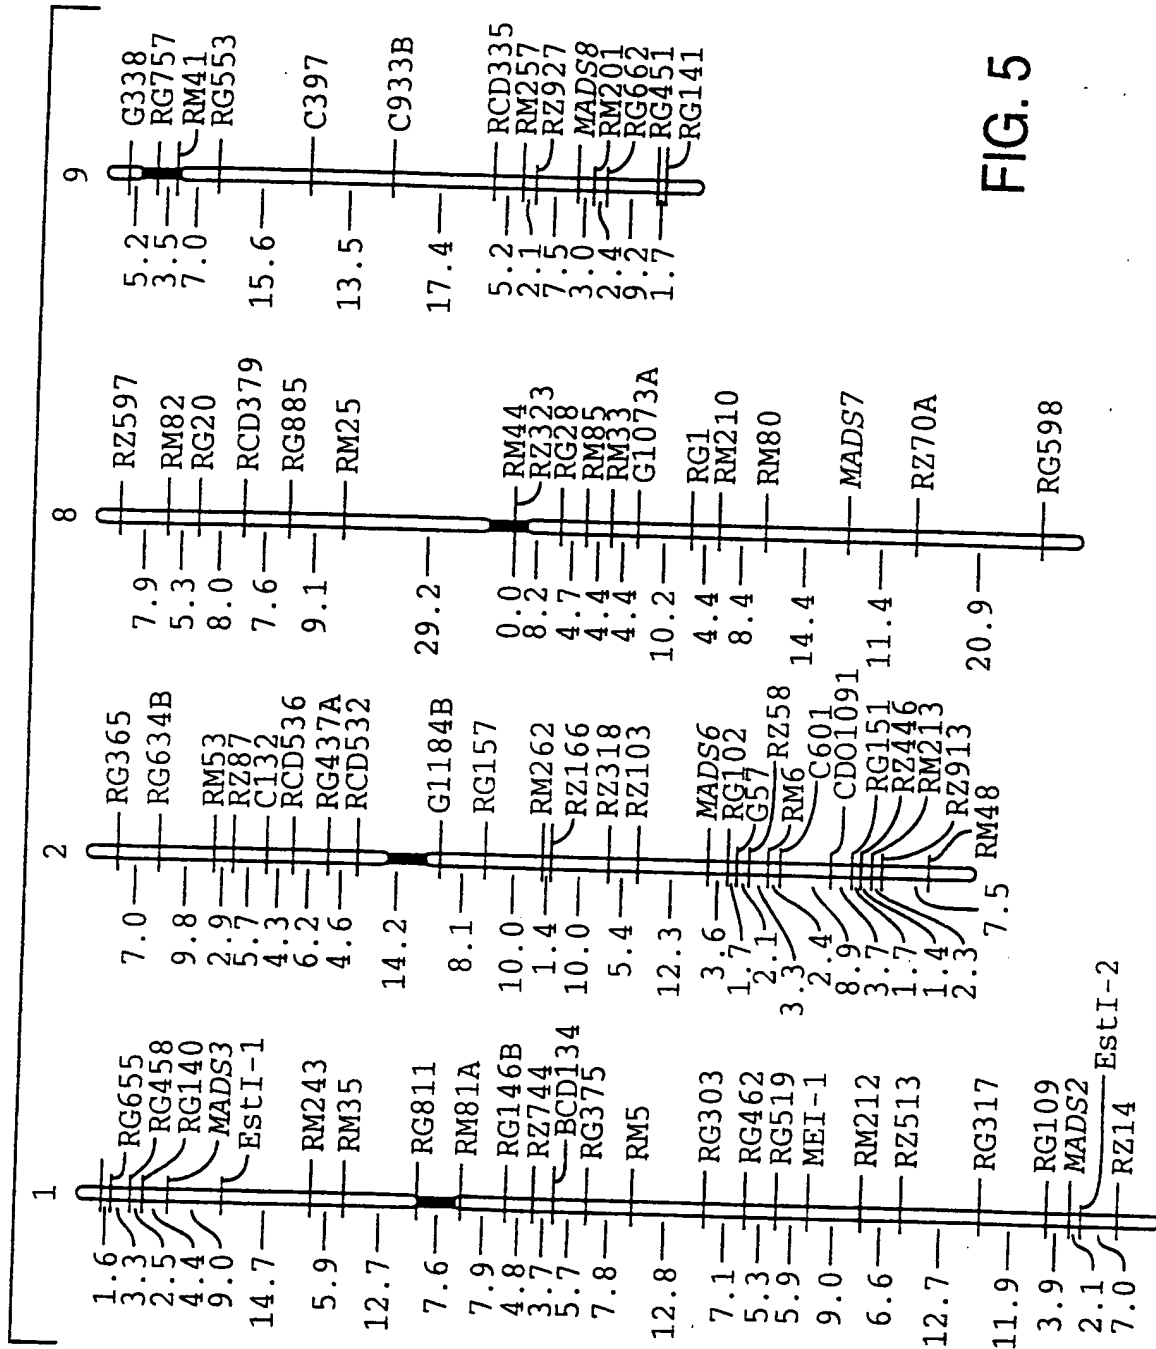 1
1.6
3.3
2.5
4.4
9.0
14.7
5.9
12.7
7.6
7.9
4.8
3.7
5.7
7.8
12.8
7.1
5.3
5.9
9.0
6.6
12.7
11.9
3.9
2.1
7.0
RG655
RG458
RG140
MADS3
EstI-1
RM243
RM35
RG811
RM81A
RG146B
RZ744
BCD134
RG375
RM5
RG303
RG462
RG519
MEI-1
RM212
RZ513
RG317
RG109
MADS2
EstI-2
RZ14
2
7.0
9.8
2.9
5.7
4.3
6.2
4.6
14.2
8.1
10.0
1.4
10.0
5.4
12.3
3.6
1.7
2.1
3.3
2.4
8.9
3.7
1.7
1.4
2.3
7.5
RG365
RG634B
RM53
RZ87
C132
RCD536
RG437A
RCD532
G1184B
RG157
RM262
RZ166
RZ318
RZ103
MADS6
RG102
G57
RZ58
RM6
C601
CDO1091
RG151
RZ446
RM213
RZ913
RM48
8
7.9
5.3
8.0
7.6
9.1
29.2
0.0
8.2
4.7
4.4
4.4
10.2
4.4
8.4
14.4
11.4
20.9
RZ597
RM82
RG20
RCD379
RG885
RM25
RM44
RZ323
RG28
RM85
RM33
G1073A
RG1
RM210
RM80
MADS7
RZ70A
RG598
9
5.2
3.5
7.0
15.6
13.5
17.4
5.2
2.1
7.5
3.0
2.4
9.2
1.7
G338
RG757
RM41
RG553
C397
C933B
RCD335
RM257
RZ927
MADS8
RM201
RG662
RG451
RG141
FIG. 5